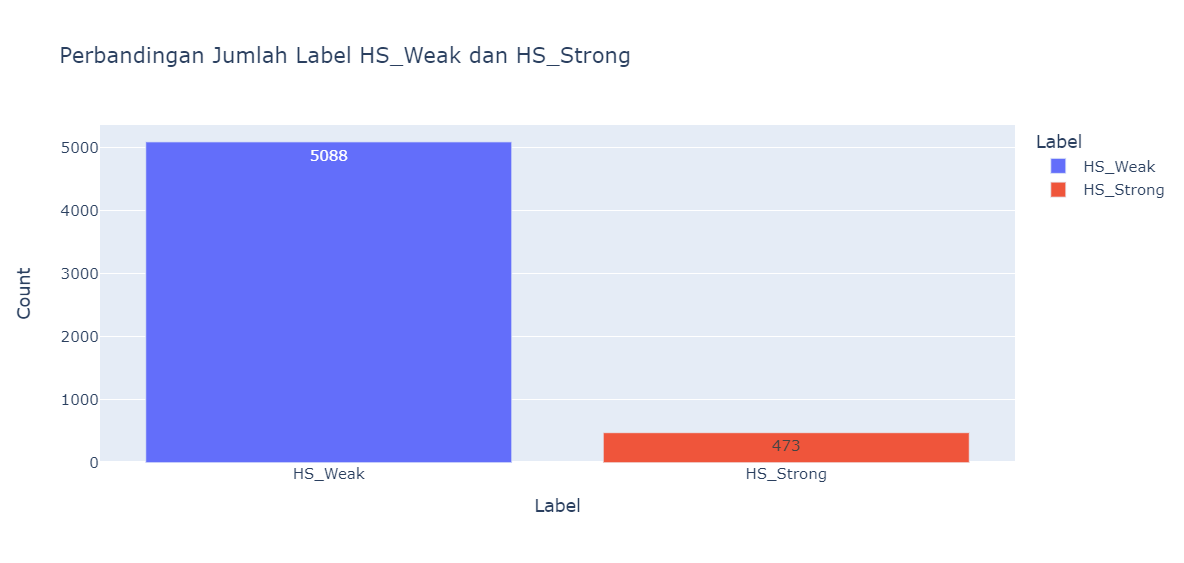 Perbandingan Jumlah Label HS_Weak dan HS_Strong
Count
5000
4000
3000
2000
1000
0
5088
473
HS_Weak
HS_Strong
Label
Label
HS_Weak
HS_Strong